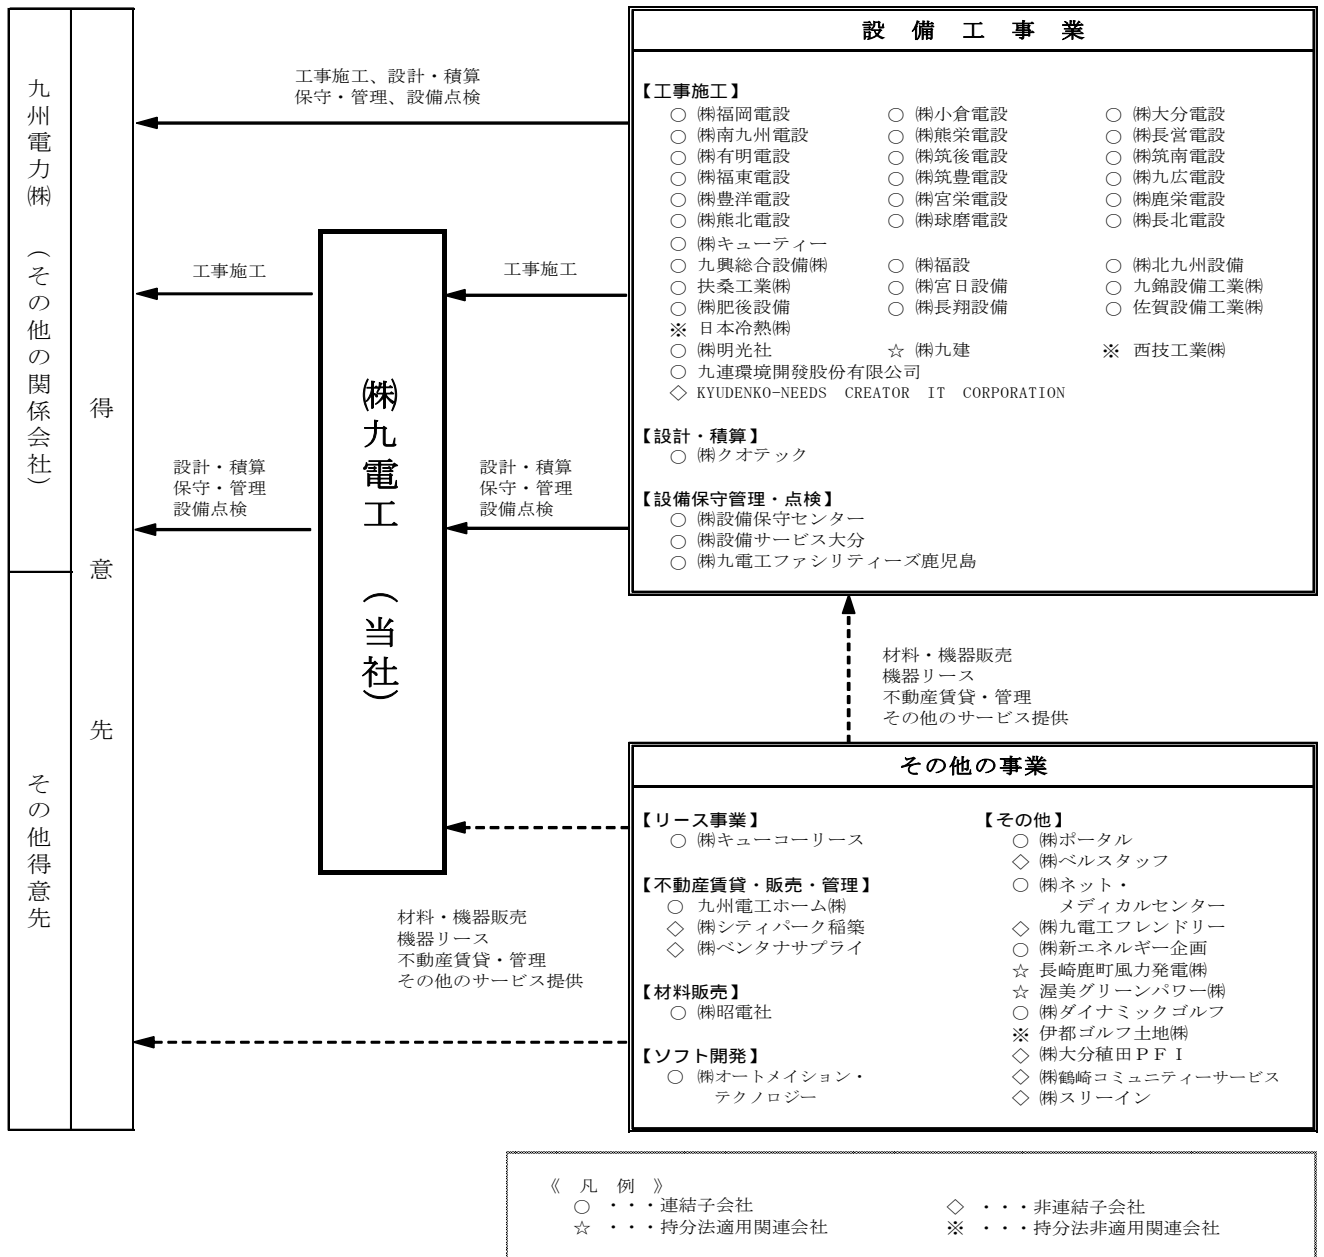 九州電力㈱　（その他の関係会社）
その他得意先
得　意　先
工事施工、設計・積算
保守・管理、設備点検
工事施工
設計・積算
保守・管理
設備点検
㈱九電工　（当社）
工事施工
設計・積算
保守・管理
設備点検
材料・機器販売
機器リース
不動産賃貸・管理
その他のサービス提供
設　備　工　事　業
【工事施工】
○ ㈱福岡電設　○ ㈱小倉電設　○ ㈱大分電設
○ ㈱南九州電設　○ ㈱熊栄電設　○ ㈱長営電設
○ ㈱有明電設　○ ㈱筑後電設　○ ㈱筑南電設
○ ㈱福東電設　○ ㈱筑豊電設　○ ㈱九広電設
○ ㈱豊洋電設　○ ㈱宮栄電設　○ ㈱鹿栄電設
○ ㈱熊北電設　○ ㈱球磨電設　○ ㈱長北電設
○ ㈱キューティー
○ 九興総合設備㈱　○ ㈱福設　○ ㈱北九州設備
○ 扶桑工業㈱　○ ㈱宮日設備　○ 九錦設備工業㈱
○ ㈱肥後設備　○ ㈱長翔設備　○ 佐賀設備工業㈱
※ 日本冷熱㈱
○ ㈱明光社　☆ ㈱九建　※ 西技工業㈱
○ 九連環境開發股份有限公司
◇ KYUDENKO-NEEDS CREATOR IT CORPORATION
【設計・積算】
○ ㈱クオテック
【設備保守管理・点検】
○ ㈱設備保守センター
○ ㈱設備サービス大分
○ ㈱九電工ファシリティーズ鹿児島
材料・機器販売
機器リース
不動産賃貸・管理
その他のサービス提供
その他の事業
【リース事業】
○ ㈱キューコーリース
【不動産賃貸・販売・管理】
○ 九州電工ホーム㈱
◇ ㈱シティパーク稲築
◇ ㈱ベンタナサプライ
【材料販売】
○ ㈱昭電社
【ソフト開発】
○ ㈱オートメイション・
テクノロジー
【その他】
○ ㈱ポータル
◇ ㈱ベルスタッフ
○ ㈱ネット・
メディカルセンター
◇ ㈱九電工フレンドリー
○ ㈱新エネルギー企画
☆ 長崎鹿町風力発電㈱
☆ 渥美グリーンパワー㈱
○ ㈱ダイナミックゴルフ
※ 伊都ゴルフ土地㈱
◇ ㈱大分稙田ＰＦＩ
◇ ㈱鶴崎コミュニティーサービス
◇ ㈱スリーイン
《　凡　例　》
○ ・・・連結子会社　◇ ・・・非連結子会社
☆ ・・・持分法適用関連会社　※ ・・・持分法非適用関連会社